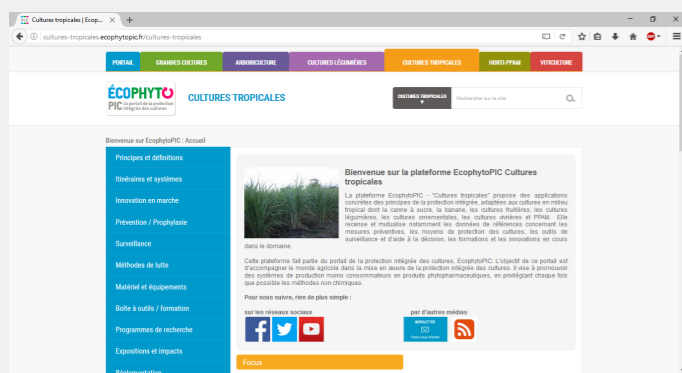 Cultures tropicales | Ecop...
cultures-tropicales.ecophytopic.fr/cultures-tropicales
PORTAIL
GRANDES CULTURES
ARBORICULTURE
CULTURES LÉGUMIÈRES
CULTURES TROPICALES
HORTI-PPAM
VITICULTURE
ÉCOPHYTO
PIC Le portail de la protection
intégrée des cultures
CULTURES TROPICALES
CULTURES TROPICALES
Rechercher sur le site
Bienvenue sur EcophytoPIC : Accueil
Principes et définitions
Itinéraires et systèmes
Innovation en marche
Prévention / Prophylaxie
Surveillance
Méthodes de lutte
Matériel et équipements
Boîte à outils / formation
Programmes de recherche
Expositions et impacts
Réglementation
Bienvenue sur la plateforme EcophytoPIC Cultures
tropicales
La plateforme EcophytoPIC - "Cultures tropicales" propose des applications
concrètes des principes de la protection intégrée, adaptées aux cultures en milieu
tropical dont la canne à sucre, la banane, les cultures fruitières, les cultures
légumières, les cultures ornementales, les cultures vivrières et PPAM. Elle
recense et mutualise notamment les données de références concernant les
mesures préventives, les moyens de protection des cultures, les outils de
surveillance et d'aide à la décision, les formations et les innovations en cours
dans le domaine.
Cette plateforme fait partie du portail de la protection intégrée des cultures, EcophytoPIC. L'objectif de ce portail est
d'accompagner le monde agricole dans la mise en œuvre de la protection intégrée des cultures. Il vise à promouvoir
des systèmes de production moins consommateurs en produits phytopharmaceutiques, en privilégiant chaque fois
que possible les méthodes non chimiques.
Pour nous suivre, rien de plus simple :
sur les réseaux sociaux
par d'autres médias
NEWSLETTER
Focus